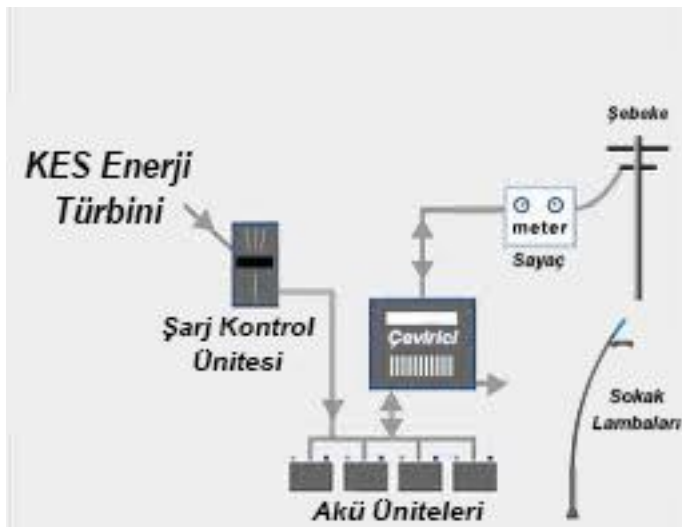 Şebeke
KES Enerji
Türbini
meter
Sayaç
Şarj Kontrol
Ünitesi
Çevirici
Sokak
Lambaları
Akü Üniteleri